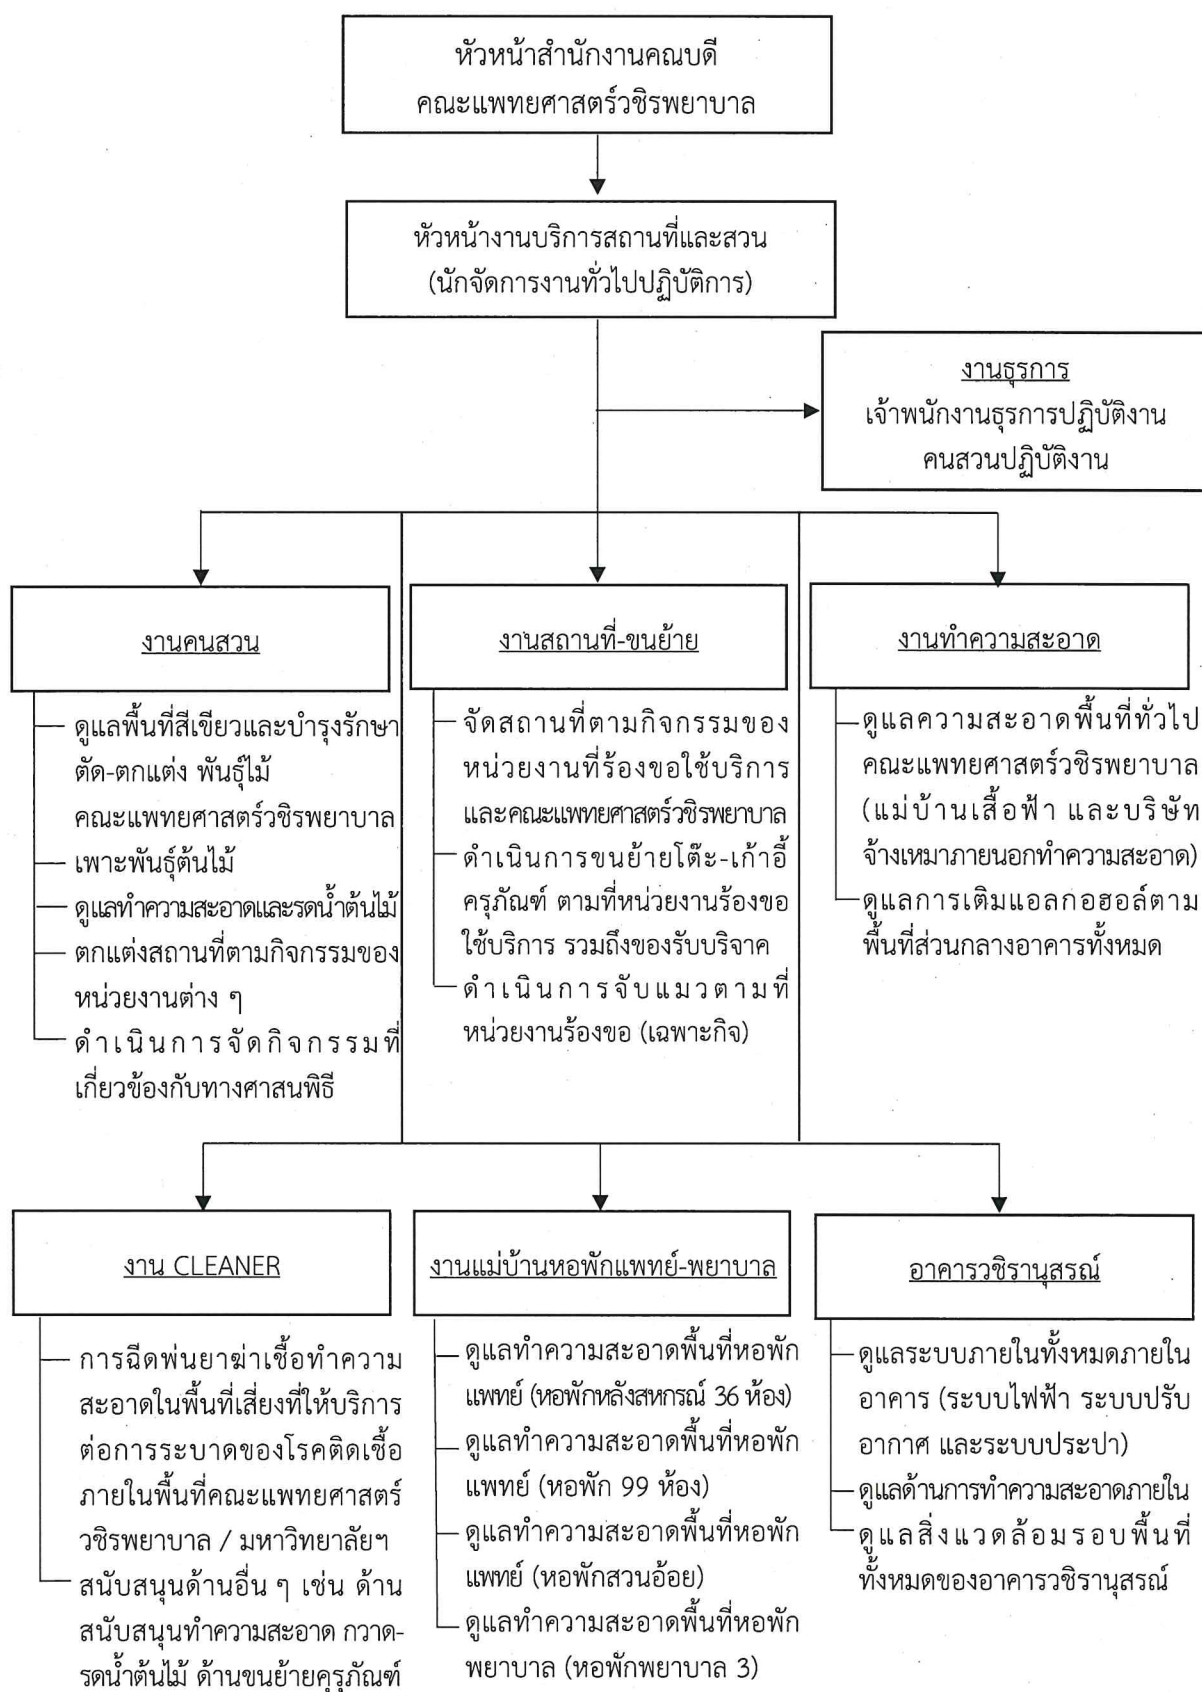 หัวหน้าสำนักงานคณบดี
คณะแพทยศาสตร์วชิรพยาบาล
หัวหน้างานบริการสถานที่และสวน
(นักจัดการงานทั่วไปปฏิบัติการ)
งานธุรการ
เจ้าพนักงานธุรการปฏิบัติงาน
คนสวนปฏิบัติงาน
งานคนสวน
ดูแลพื้นที่สีเขียวและบำรุงรักษา
ตัด-ตกแต่ง พันธุ์ไม้
คณะแพทยศาสตร์วชิรพยาบาล
เพาะพันธุ์ต้นไม้
ดูแลทำความสะอาดและรดน้ำต้นไม้
ตกแต่งสถานที่ตามกิจกรรมของ
หน่วยงานต่าง ๆ
ดำเนินการจัดกิจกรรมที่
เกี่ยวข้องกับทางศาสนพิธี
งานสถานที่-ขนย้าย
จัดสถานที่ตามกิจกรรมของ
หน่วยงานที่ร้องขอใช้บริการ
และคณะแพทยศาสตร์วชิรพยาบาล
ดำเนินการขนย้ายโต๊ะ-เก้าอี้
ครุภัณฑ์ ตามที่หน่วยงานร้องขอ
ใช้บริการ รวมถึงของรับบริจาค
ดำเนินการจับแมวตามที่
หน่วยงานร้องขอ (เฉพาะกิจ)
งานทำความสะอาด
ดูแลความสะอาดพื้นที่ทั่วไป
คณะแพทยศาสตร์วชิรพยาบาล
(แม่บ้านเสื้อฟ้า และบริษัท
จ้างเหมาภายนอกทำความสะอาด)
ดูแลการเติมแอลกอฮอล์ตาม
พื้นที่ส่วนกลางอาคารทั้งหมด
งาน CLEANER
การฉีดพ่นยาฆ่าเชื้อทำความ
สะอาดในพื้นที่เสี่ยงที่ให้บริการ
ต่อการระบาดของโรคติดเชื้อ
ภายในพื้นที่คณะแพทยศาสตร์
วชิรพยาบาล / มหาวิทยาลัยฯ
สนับสนุนด้านอื่น ๆ เช่น ด้าน
สนับสนุนทำความสะอาด กวาด-
รดน้ำต้นไม้ ด้านขนย้ายคุรุภัณฑ์
งานแม่บ้านหอพักแพทย์-พยาบาล
ดูแลทำความสะอาดพื้นที่หอพัก
แพทย์ (หอพักหลังสหกรณ์ 36 ห้อง)
ดูแลทำความสะอาดพื้นที่หอพัก
แพทย์ (หอพัก 99 ห้อง)
ดูแลทำความสะอาดพื้นที่หอพัก
แพทย์ (หอพักสวนอ้อย)
ดูแลทำความสะอาดพื้นที่หอพัก
พยาบาล (หอพักพยาบาล 3)
อาคารวชิรานุสรณ์
ดูแลระบบภายในทั้งหมดภายใน
อาคาร (ระบบไฟฟ้า ระบบปรับ
อากาศ และระบบประปา)
ดูแลด้านการทำความสะอาดภายใน
ดูแลสิ่งแวดล้อมรอบพื้นที่
ทั้งหมดของอาคารวชิรานุสรณ์